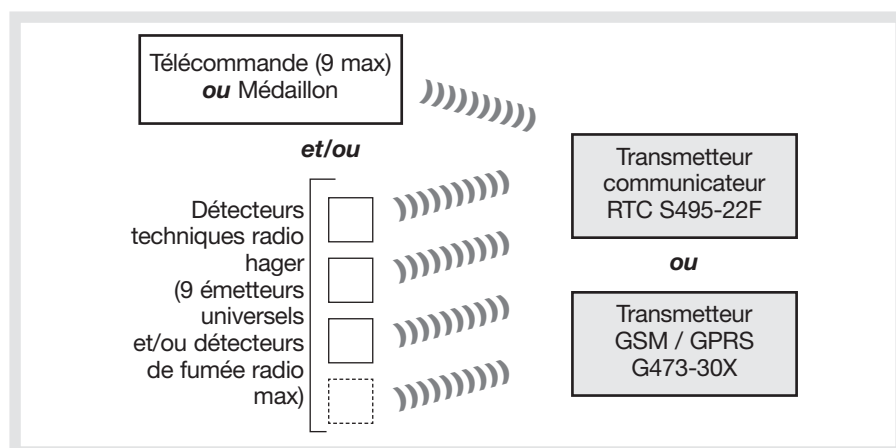 Télécommande (9 max)
ou Médaillon
et/ou
Détecteurs
techniques radio
hager
(9 émetteurs
universels
et/ou détecteurs
de fumée radio
max)
Transmetteur
communicateur
RTC S495-22F
ou
Transmetteur
GSM / GPRS
G473-30X